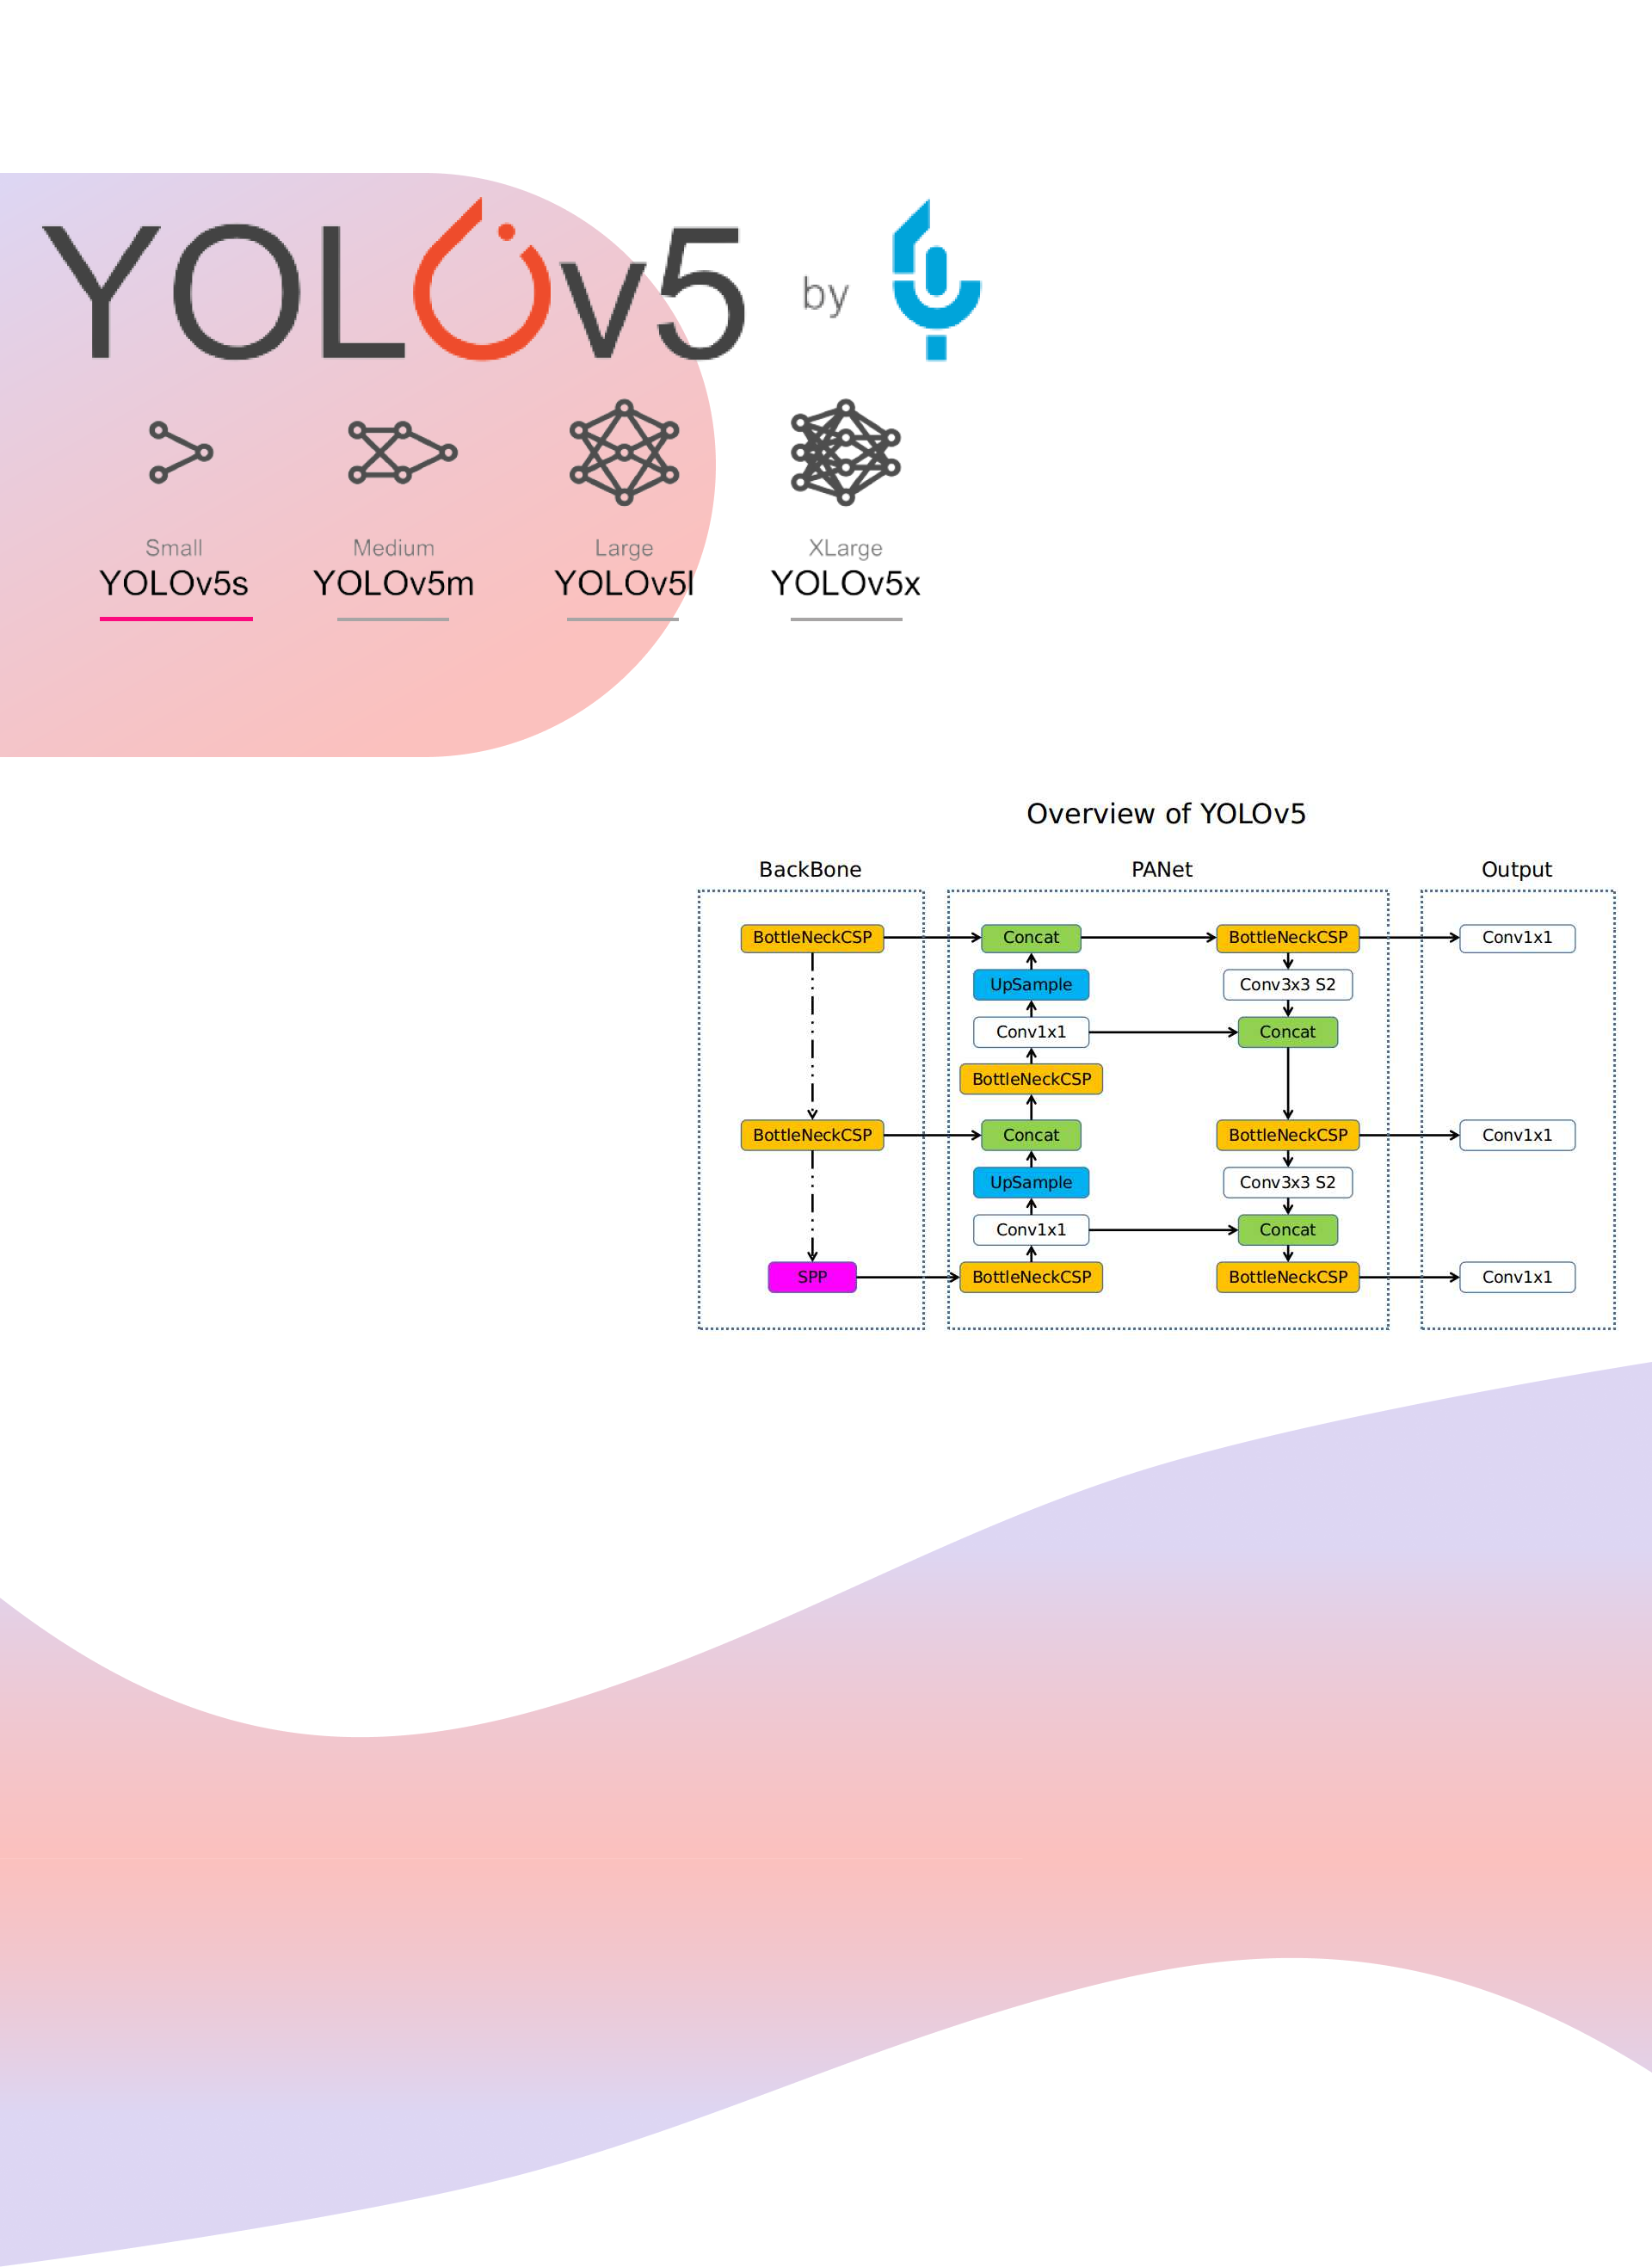 YOLOv5 by
Small Medium Large XLarge
YOLOv5s YOLOv5m YOLOv5l YOLOv5x
Overview of YOLOv5
BackBone PANet Output
BottleNeckCSP Concat BottleNeckCSP Conv1x1
UpSample Conv3x3 S2
Conv1x1 Concat
BottleNeckCSP
BottleNeckCSP Concat BottleNeckCSP Conv1x1
UpSample Conv3x3 S2
Conv1x1 Concat
SPP BottleNeckCSP BottleNeckCSP Conv1x1